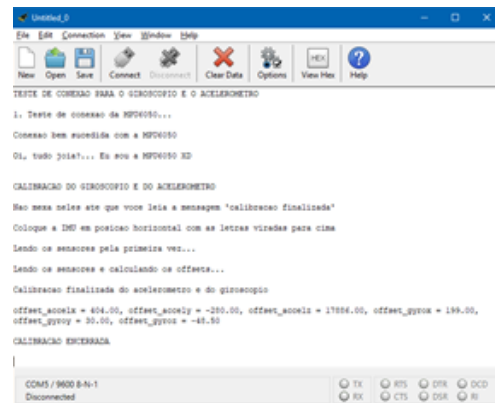 Untitled_0
File Edit Connection View Window Help
New Open Save Connect Disconnect Clear Data Options HEX View Hex Help
TESTE DE CONEXAO PARA O GIROSCOPIO E O ACELEROMETRO
1. Teste de conexao da MPU6050...
Conexao bem sucedida com a MPU6050
Oi, tudo joia?... Eu sou a MPU6050 XD
CALIBRACAO DO GIROSCOPIO E DO ACELEROMETRO
Nao mexa neles ate que voce leia a mensagem "calibracao finalizada"
Coloque a IMU em posicao horizontal com as letras viradas para cima
Lendo os sensores pela primeira vez...
Lendo os sensores e calculando os offsets...
Calibracao finalizada do acelerometro e do giroscopio
offset_accelx = 604.00, offset_accely = -280.00, offset_accelz = 17886.00, offset_gyrox = 199.00,
offset_gyroy = 30.00, offset_gyroz = -48.50
CALIBRACAO ENCERRADA
COM5 / 9600 8-N-1
Disconnected
TX RTS DTR DCD
RX CTS DSR RI